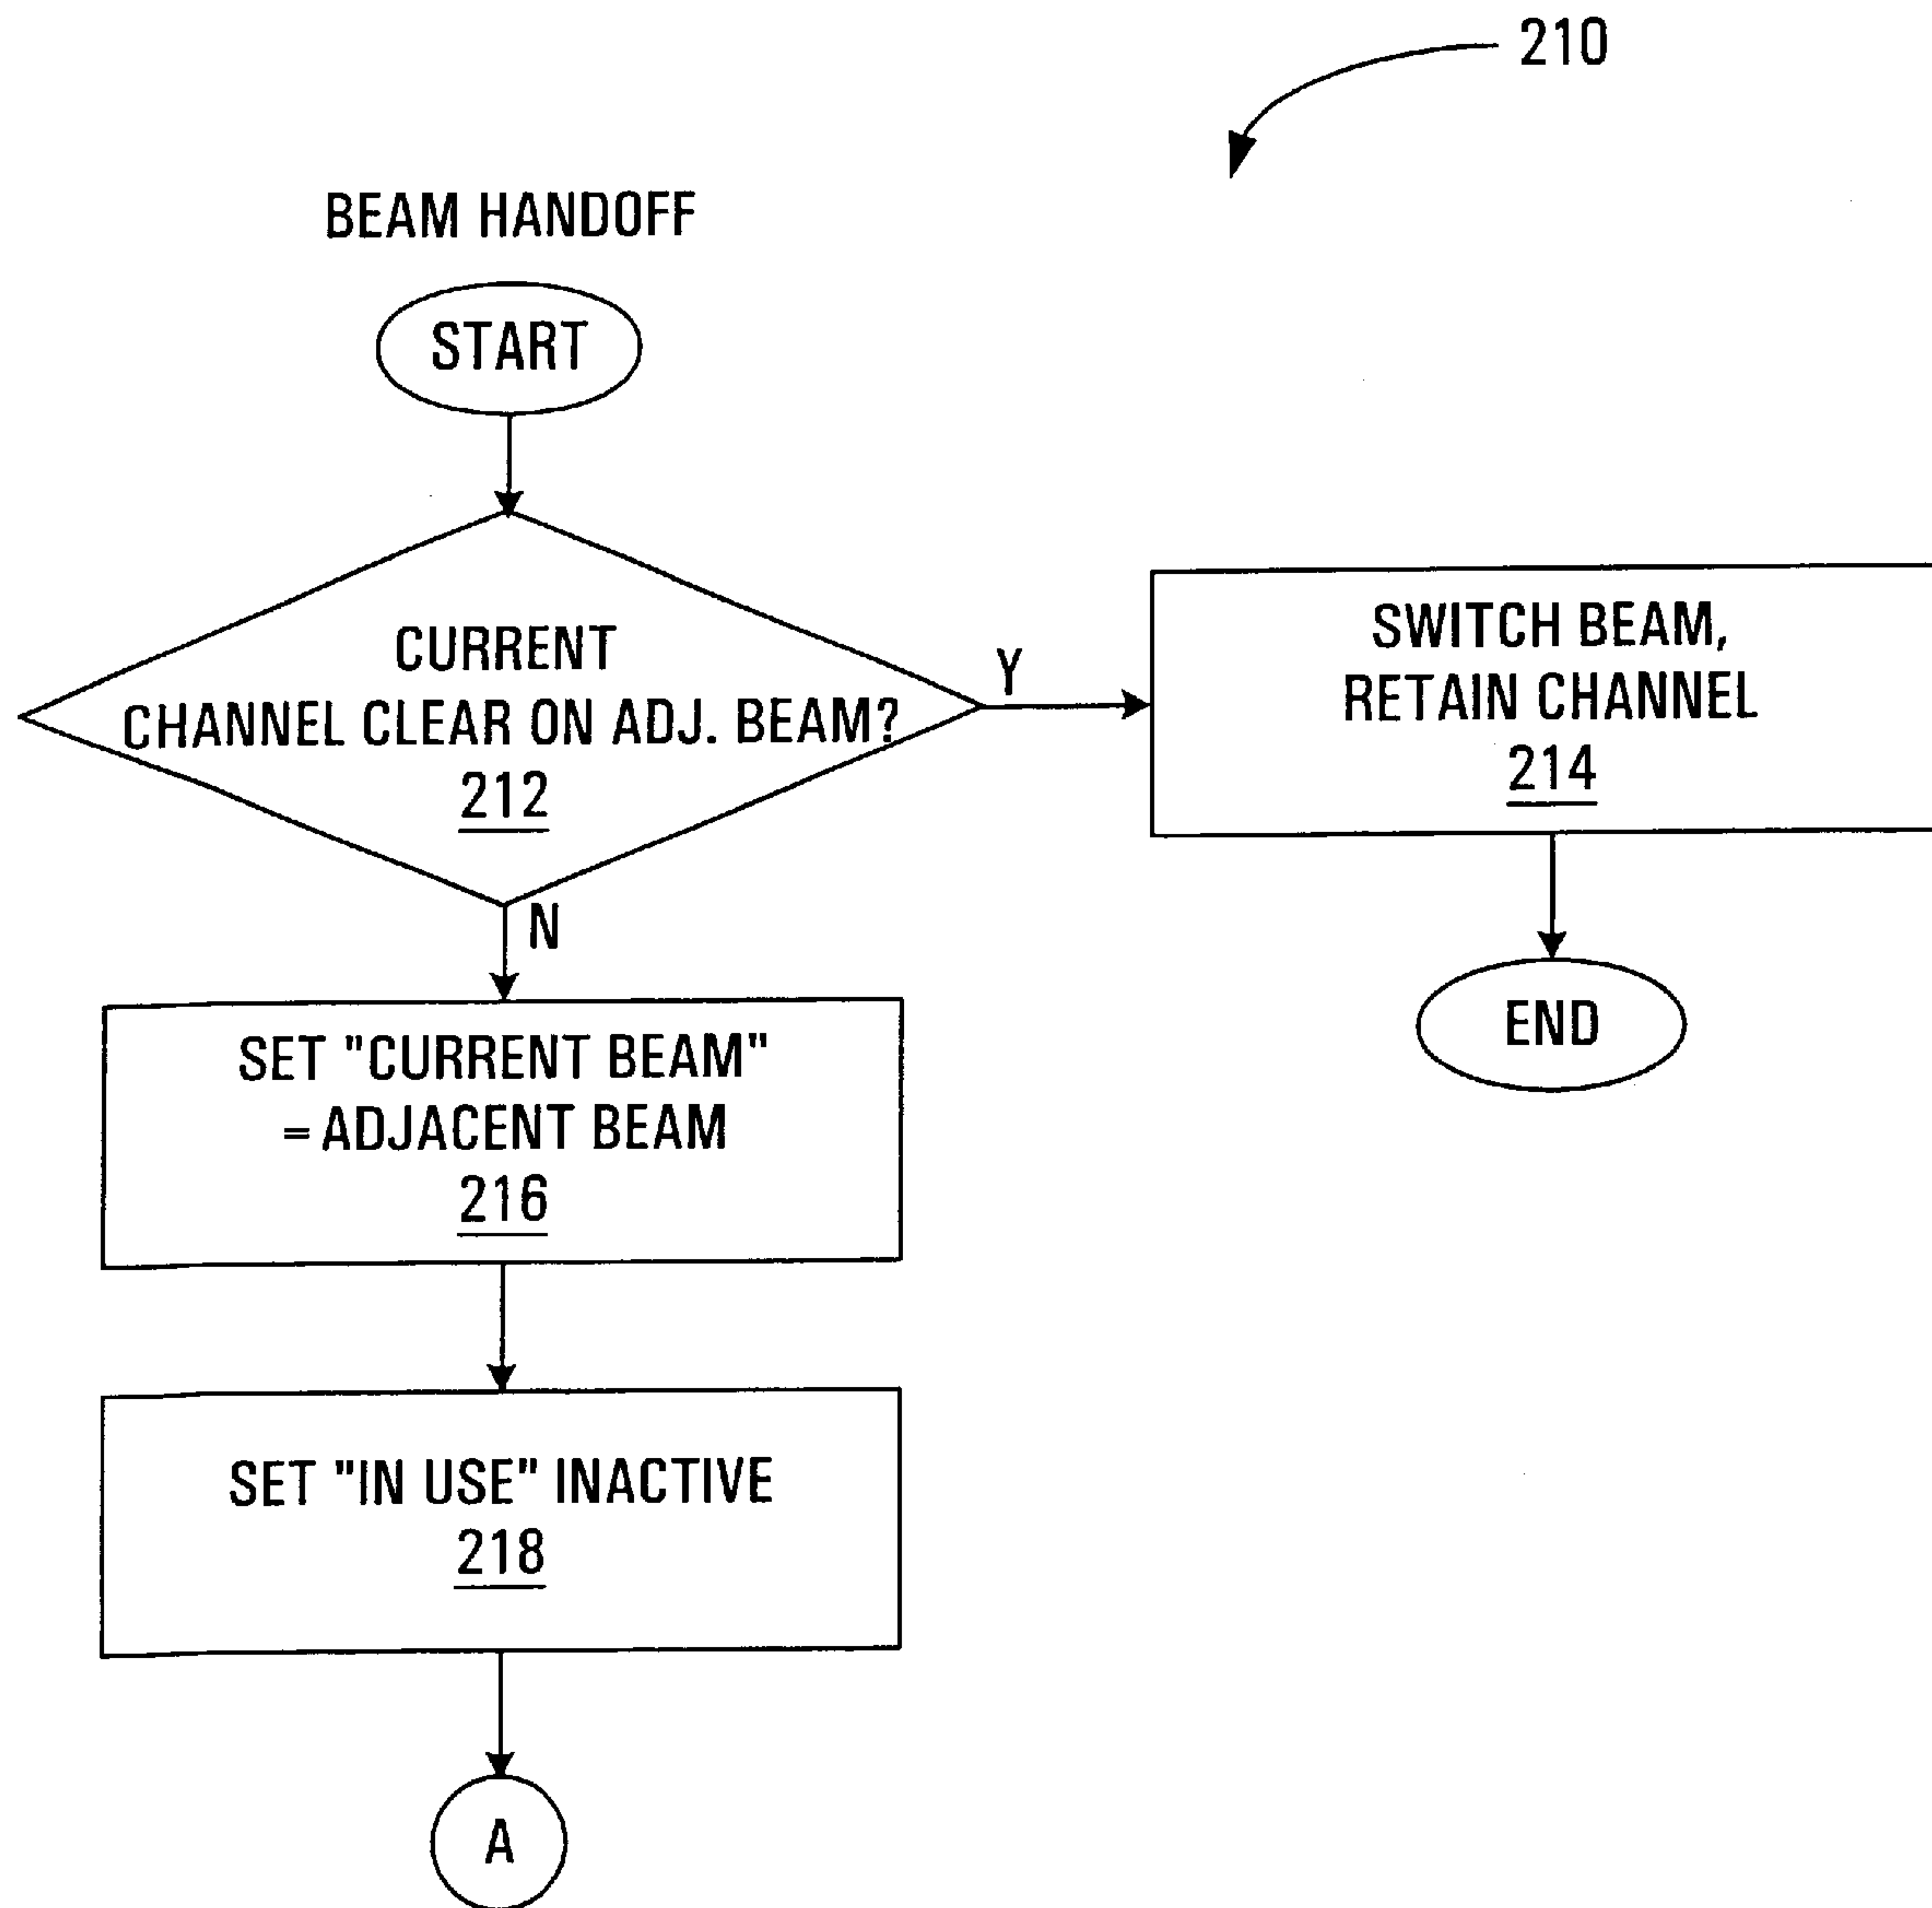 210
BEAM HANDOFF
START
CURRENT
CHANNEL CLEAR ON ADJ. BEAM?
212
Y
SWITCH BEAM,
RETAIN CHANNEL
214
N
END
SET "CURRENT BEAM"
= ADJACENT BEAM
216
SET "IN USE" INACTIVE
218
A